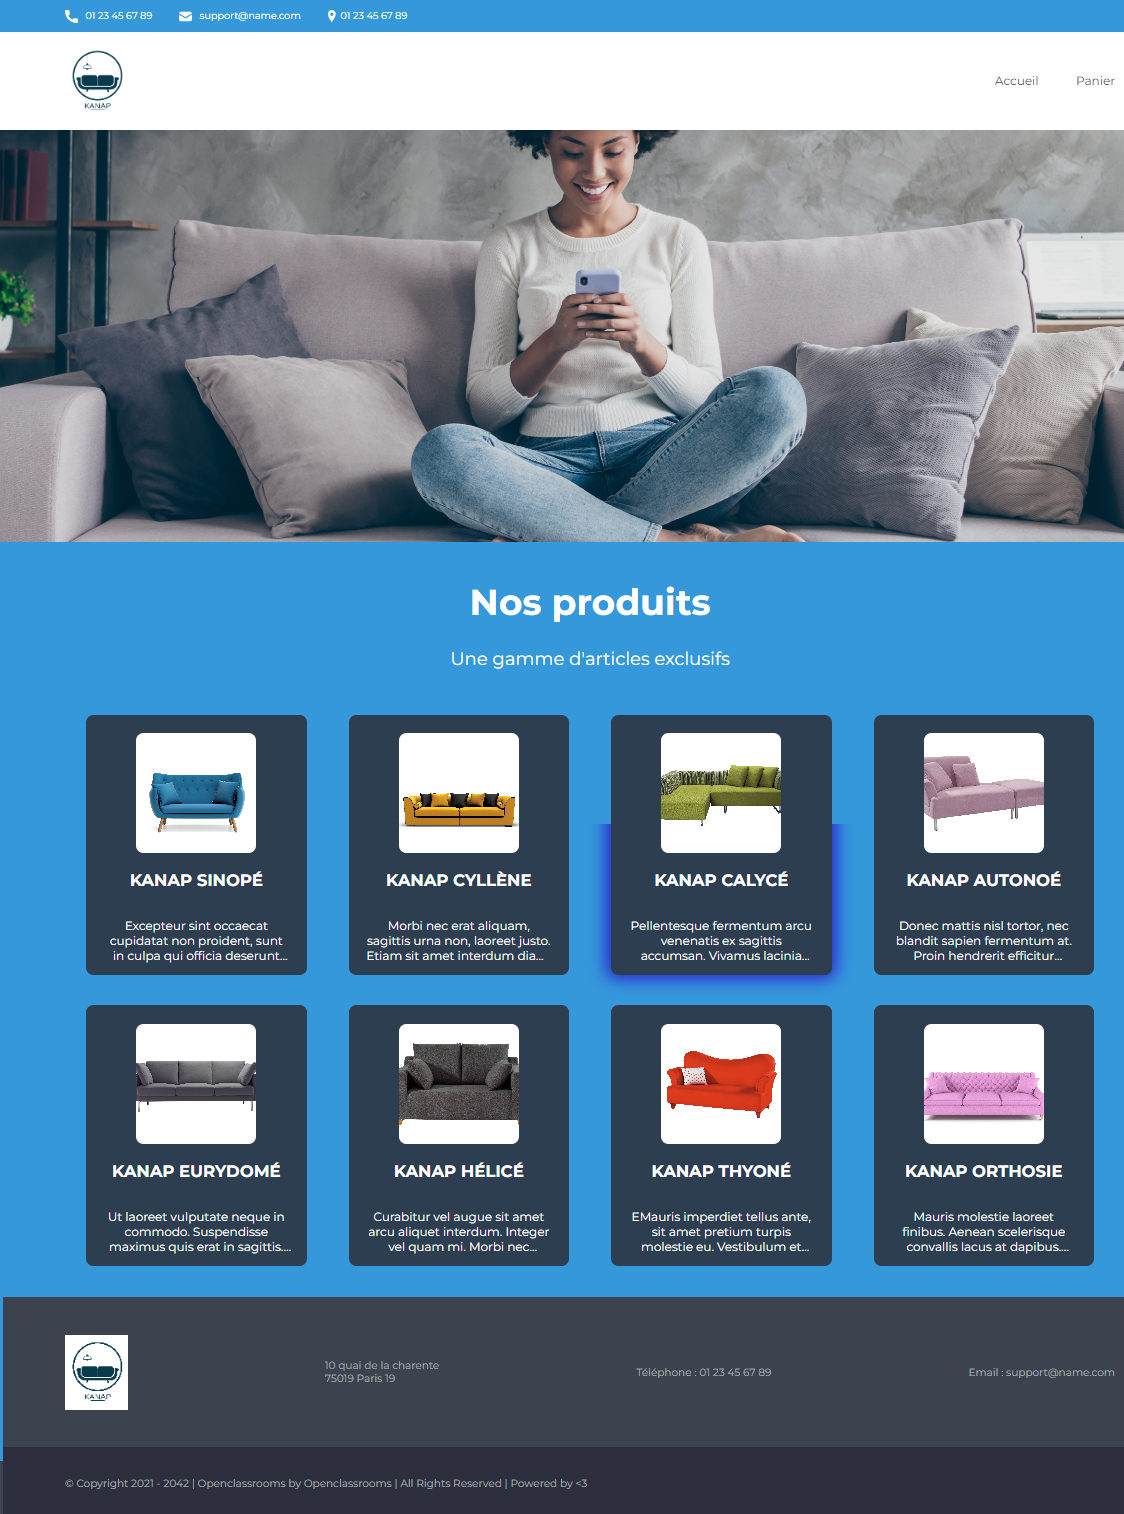 01 23 45 67 89 support@name.com 01 23 45 67 89
KANAP
Accueil Panier
Nos produits
Une gamme d'articles exclusifs
KANAP SINOPÉ
Excepteur sint occaecat
cupidatat non proident, sunt
in culpa qui officia deserunt...
KANAP CYLLÈNE
Morbi nec erat aliquam,
sagittis urna non, laoreet justo.
Etiam sit amet interdum dia...
KANAP CALYCÉ
Pellentesque fermentum arcu
venenatis ex sagittis
accumsan. Vivamus lacinia...
KANAP AUTONOÉ
Donec mattis nisl tortor, nec
blandit sapien fermentum at.
Proin hendrerit efficitur...
KANAP EURYDOMÉ
Ut laoreet vulputate neque in
commodo. Suspendisse
maximus quis erat in sagittis....
KANAP HÉLICÉ
Curabitur vel augue sit amet
arcu aliquet interdum. Integer
vel quam mi. Morbi nec...
KANAP THYONÉ
EMauris imperdiet tellus ante,
sit amet pretium turpis
molestie eu. Vestibulum et...
KANAP ORTHOSIE
Mauris molestie laoreet
finibus. Aenean scelerisque
convallis lacus at dapibus....
KANAP
10 quai de la charente
75019 Paris 19
Téléphone : 01 23 45 67 89
Email : support@name.com
© Copyright 2021 - 2042 | Openclassrooms by Openclassrooms | All Rights Reserved | Powered by <3